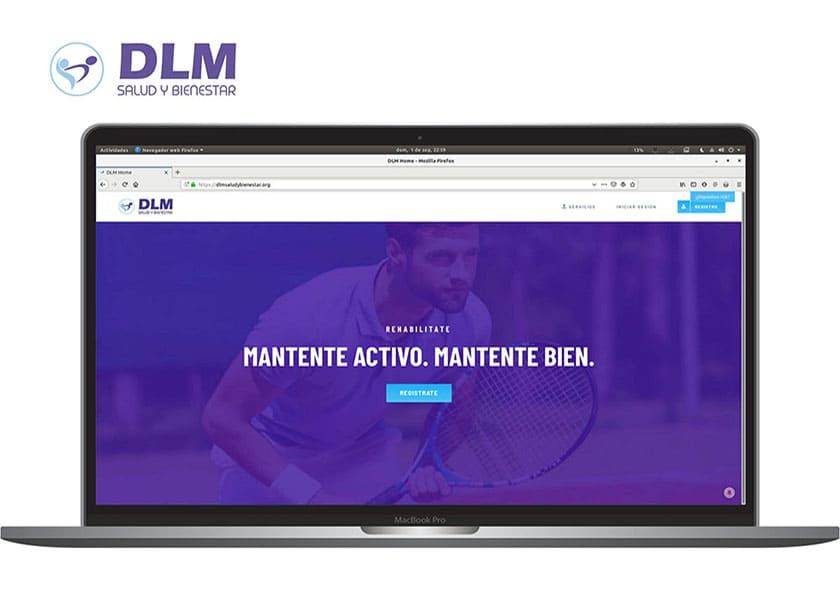 DLM
SALUD Y BIENESTAR
Actividades Navegador web Firefox
dom, 1 de sep, 22:59
13%
DLM Home - Mozilla Firefox
DLM Home
https://dlmsaludybienestar.org
DLM
SALUD Y BIENESTAR
SERVICIOS
INICIAR SESIÓN
REGISTRO
REHABILITATE
MANTENTE ACTIVO. MANTENTE BIEN.
REGISTRATE
MacBook Pro